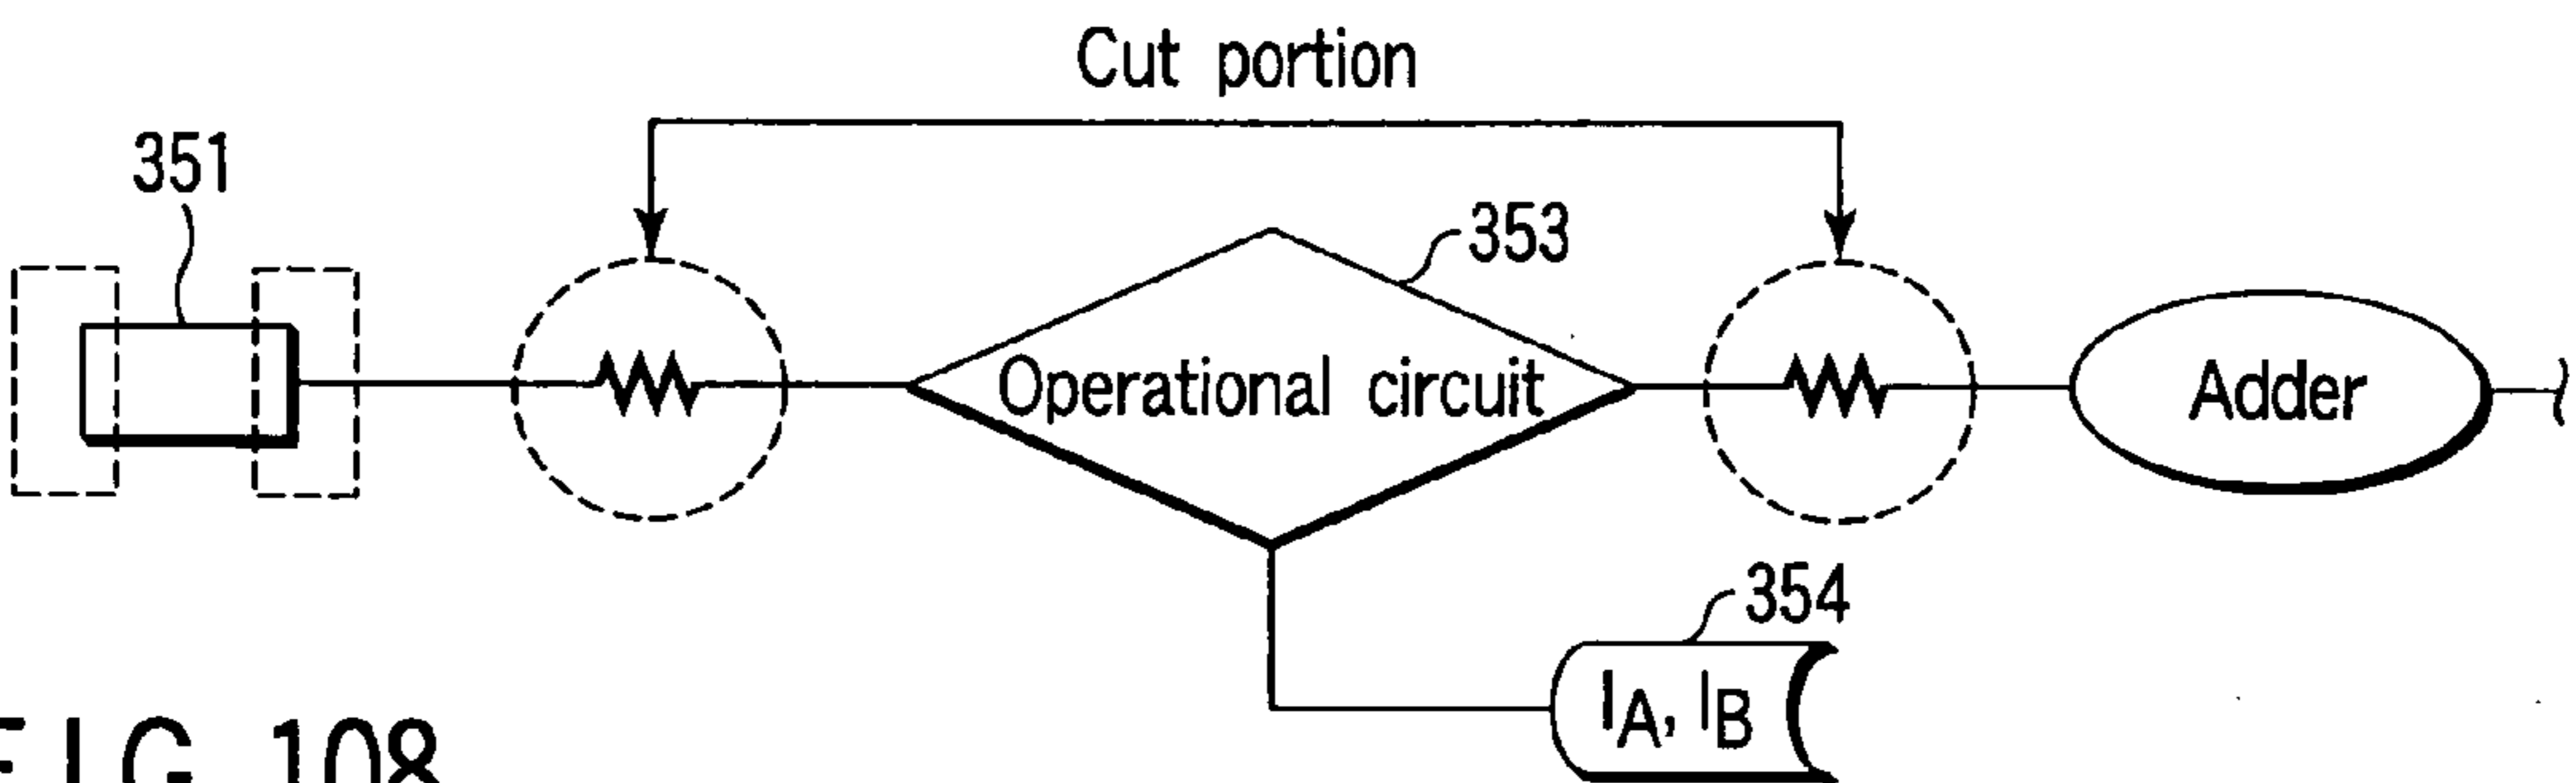 Cut portion
351
353
Operational circuit
Adder
354
IA, IB
FIG. 108